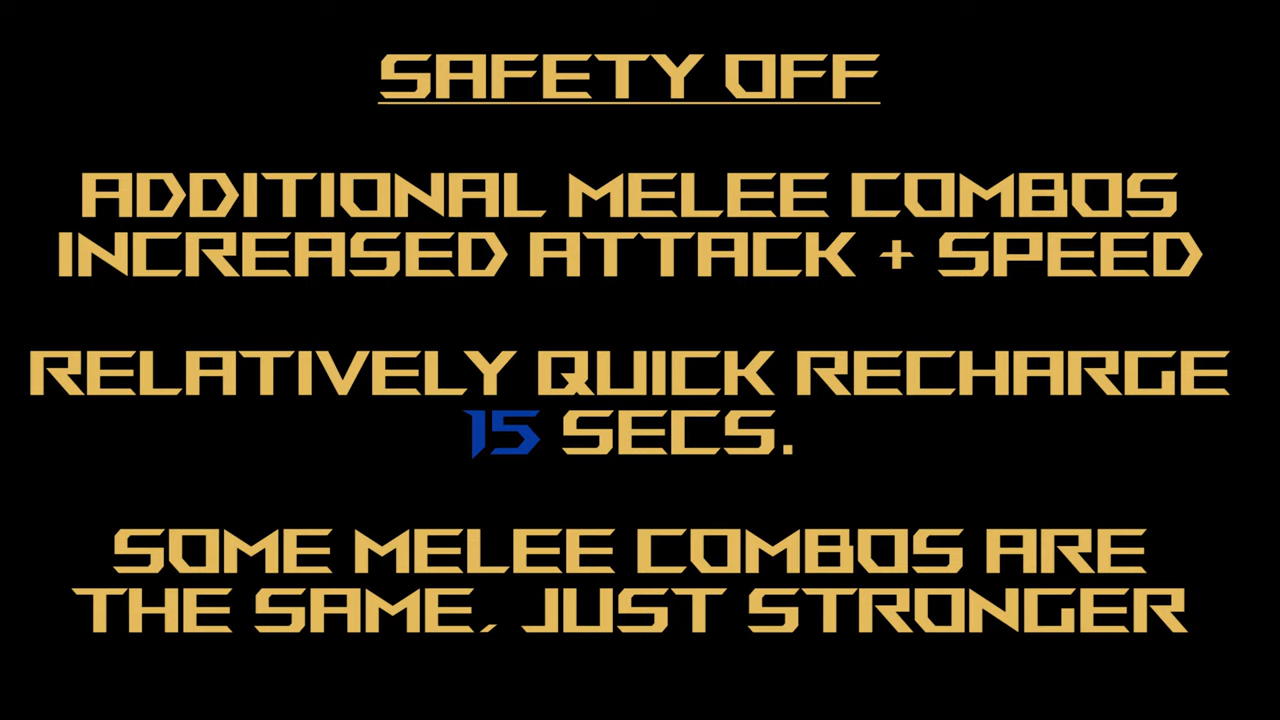 SAFETY OFF
ADDITIONAL MELEE COMBOS
INCREASED ATTACK + SPEED
RELATIVELY QUICK RECHARGE
15 SECS.
SOME MELEE COMBOS ARE
THE SAME, JUST STRONGER